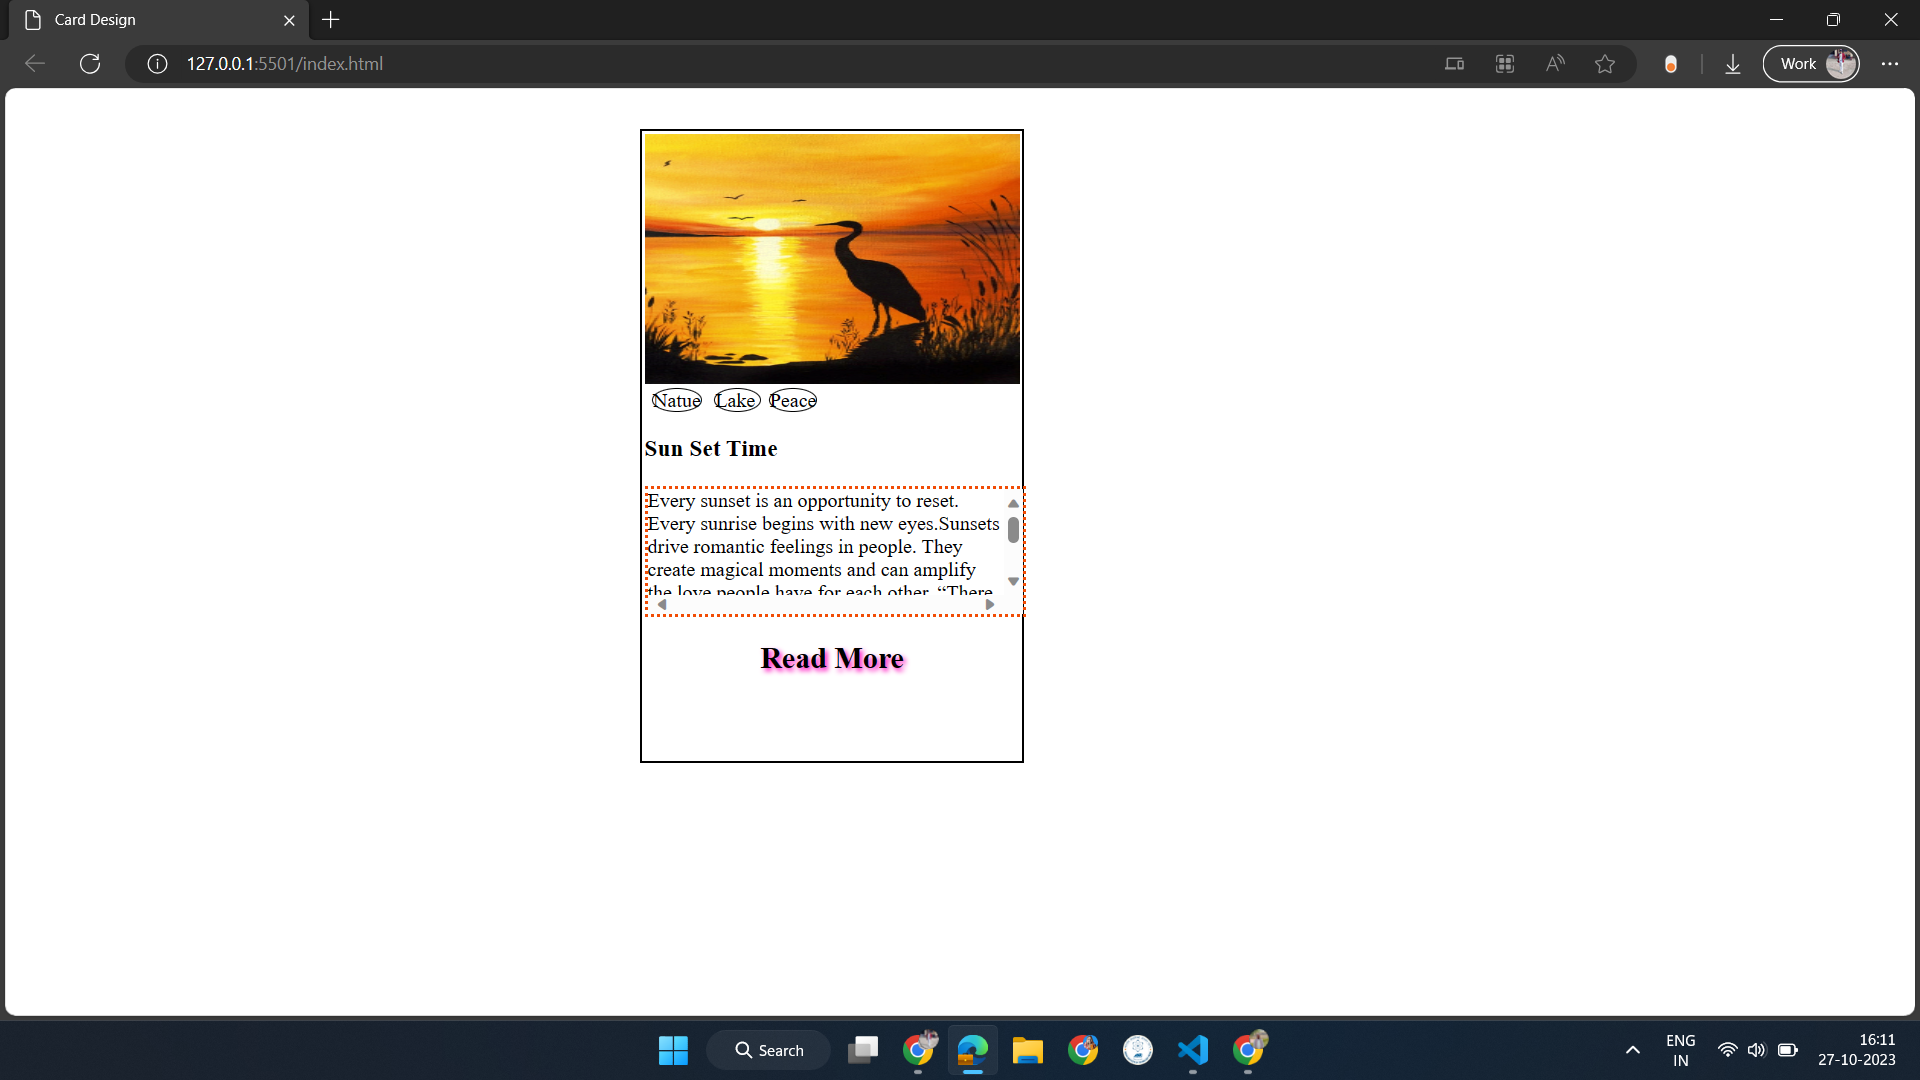 Card Design
127.0.0.1:5501/index.html
Work
Natue Lake Peace
Sun Set Time
Every sunset is an opportunity to reset.
Every sunrise begins with new eyes.Sunsets
drive romantic feelings in people. They
create magical moments and can amplify
the love people have for each other. “There
Read More
Search
ENG
IN
16:11
27-10-2023